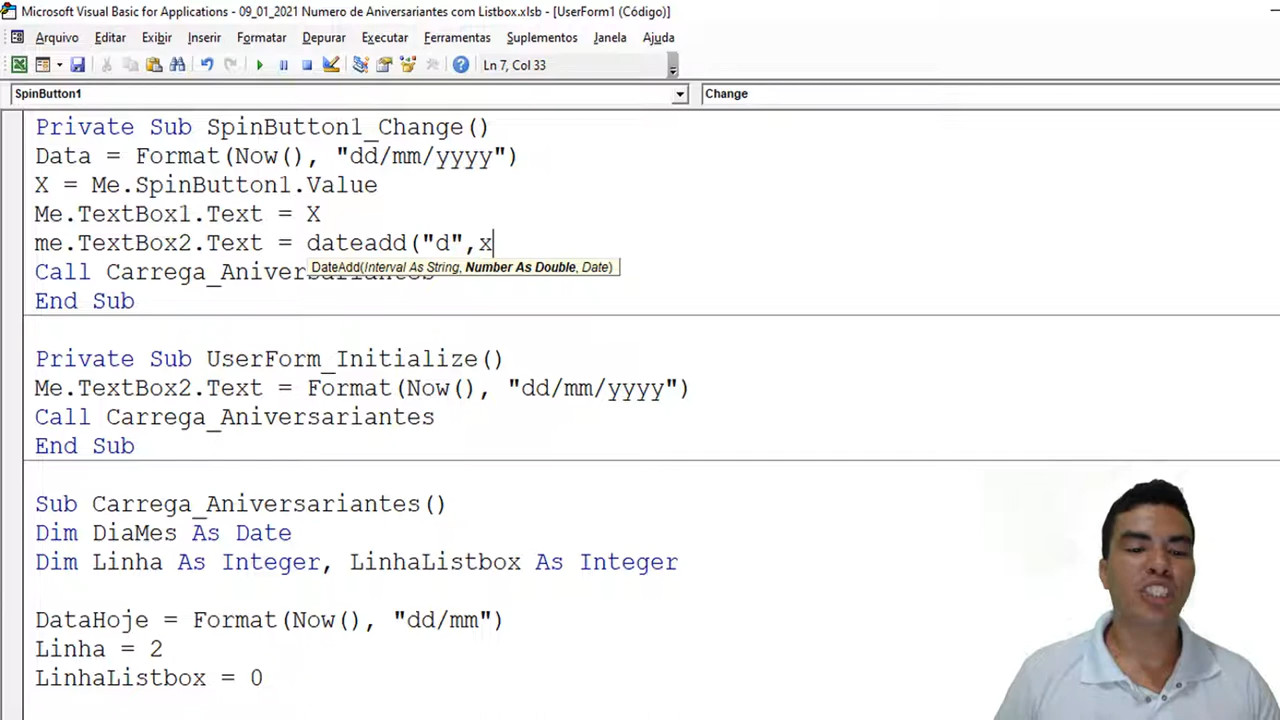 Microsoft Visual Basic for Applications - 09_01_2021 Numero de Aniversariantes com Listbox.xlsb - [UserForm1 (Código)]
Arquivo Editar Exibir Inserir Formatar Depurar Executar Ferramentas Suplementos Janela Ajuda
Ln 7, Col 33
SpinButton1 Change
Private Sub SpinButton1_Change()
Data = Format(Now(), "dd/mm/yyyy")
X = Me.SpinButton1.Value
Me.TextBox1.Text = X
me.TextBox2.Text = dateadd("d",x
DateAdd(Interval As String, Number As Double, Date)
Call Carrega_Aniversariantes
End Sub
Private Sub UserForm_Initialize()
Me.TextBox2.Text = Format(Now(), "dd/mm/yyyy")
Call Carrega_Aniversariantes
End Sub
Sub Carrega_Aniversariantes()
Dim DiaMes As Date
Dim Linha As Integer, LinhaListbox As Integer
DataHoje = Format(Now(), "dd/mm")
Linha = 2
LinhaListbox = 0